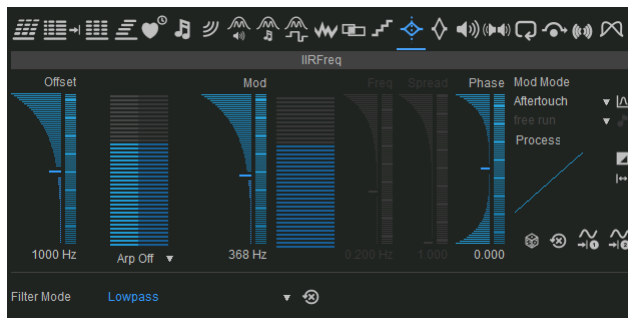 IIRFreq
Offset Mod Freq Spread Phase Mod Mode
Aftertouch
free run
Process
1000 Hz Arp Off 368 Hz 0.200 Hz 1.000 0.000
Filter Mode Lowpass